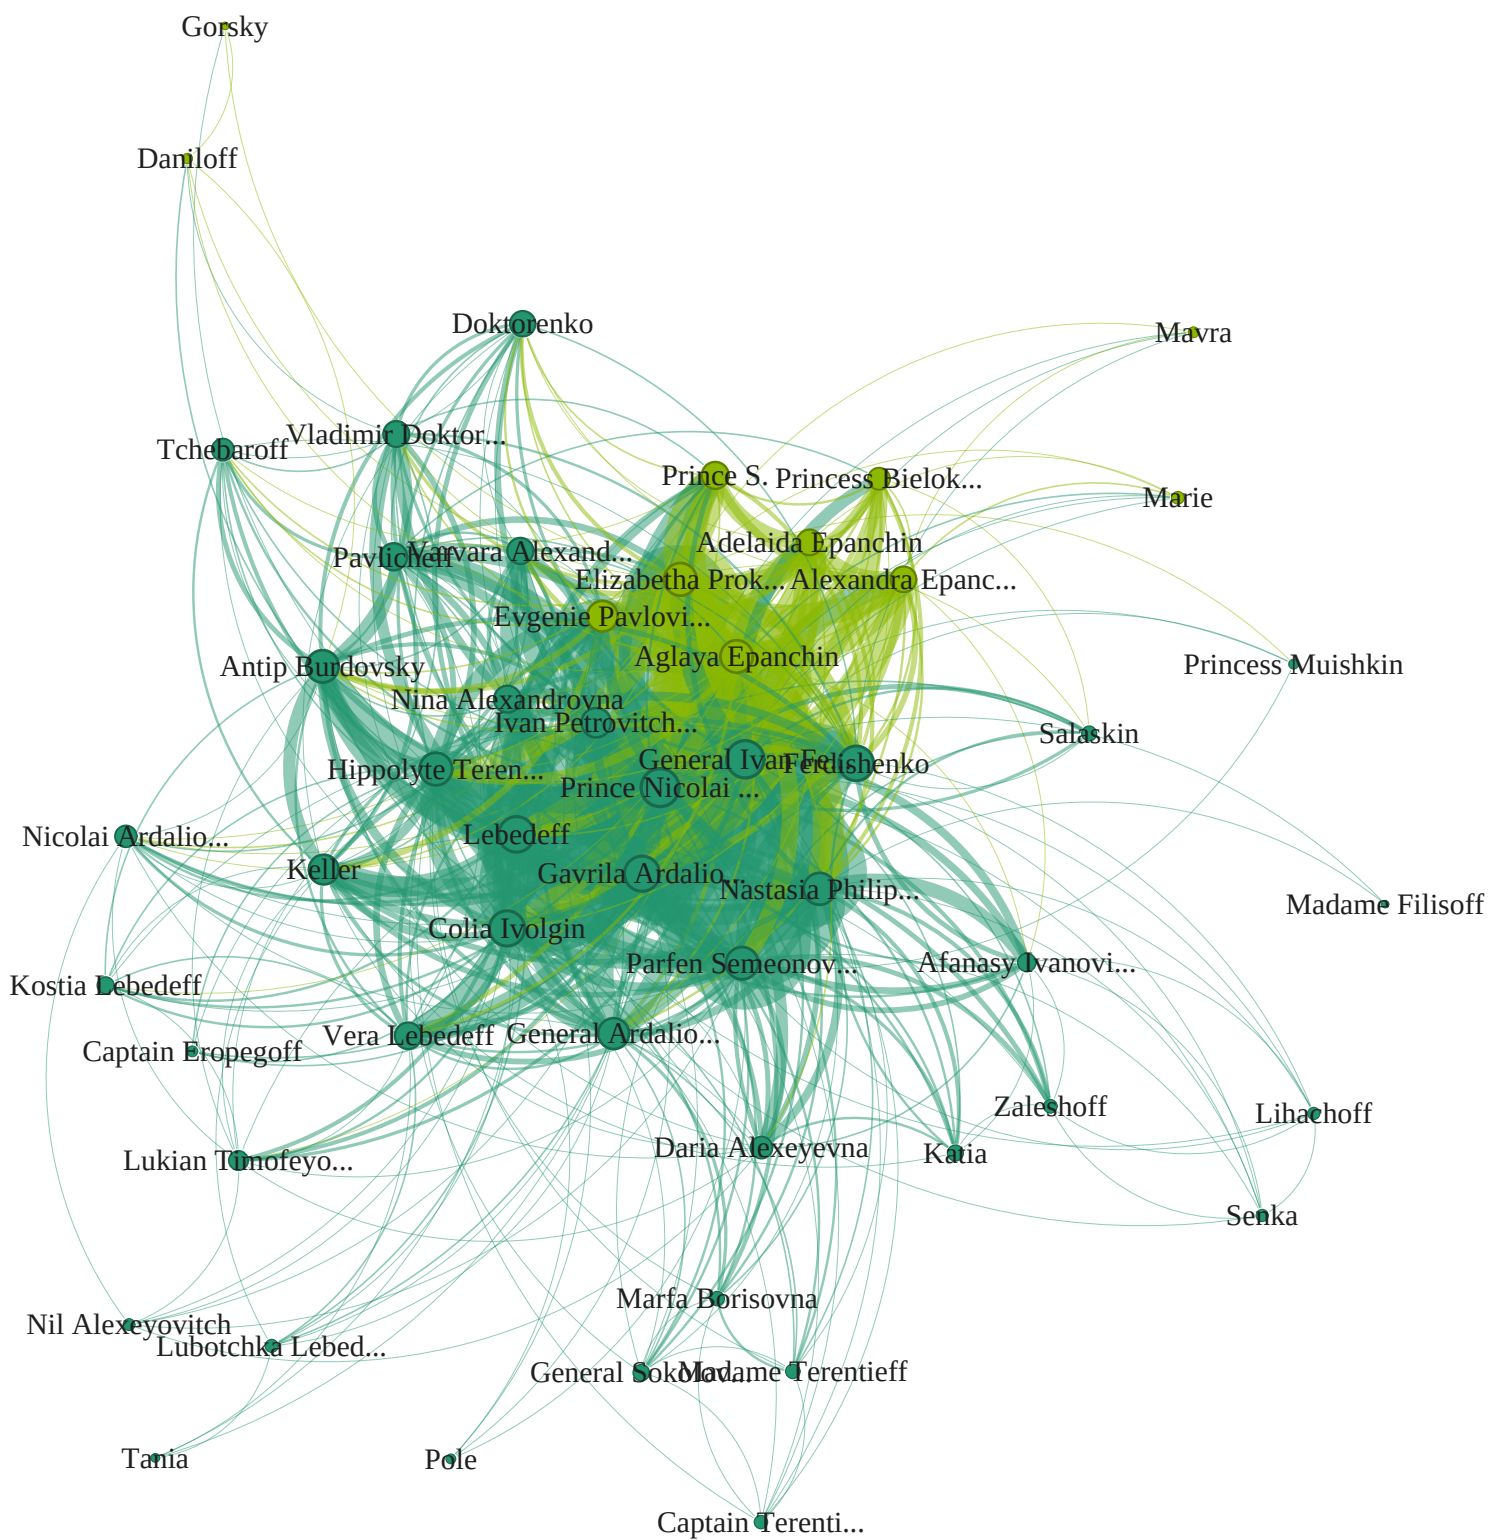 Gorsky
Daniloff
Doktorenko
Mavra
Tchebaroff
Vladimir Doktor...
Prince S.
Princess Bielok...
Marie
Pavlicheff
Varvara Alexand...
Adelaida Epanchin
Elizabetha Prok...
Alexandra Epanc...
Evgenie Pavlovi...
Antip Burdovsky
Aglaya Epanchin
Princess Muishkin
Nina Alexandrovna
Ivan Petrovitch...
Salaskin
Hippolyte Teren...
General Ivan Fe...
Ferdishenko
Prince Nicolai ...
Nicolai Ardalio...
Lebedeff
Keller
Gavrila Ardalio...
Nastasia Philip...
Madame Filisoff
Colia Ivolgin
Parfen Semeonov...
Afanasy Ivanovi...
Kostia Lebedeff
Vera Lebedeff
General Ardalio...
Captain Eropegoff
Zaleshoff
Lihachoff
Lukian Timofeyo...
Daria Alexeyevna
Katia
Senka
Marfa Borisovna
Nil Alexeyovitch
Lubotchka Lebed...
General Sokolov...
Madame Terentieff
Tania
Pole
Captain Terenti...